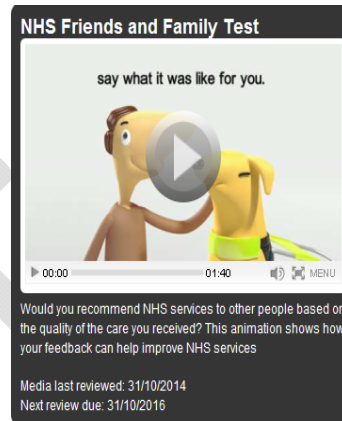 NHS Friends and Family Test
say what it was like for you.
00:00 01:40 MENU
Would you recommend NHS services to other people based on
the quality of the care you received? This animation shows how
your feedback can help improve NHS services
Media last reviewed: 31/10/2014
Next review due: 31/10/2016